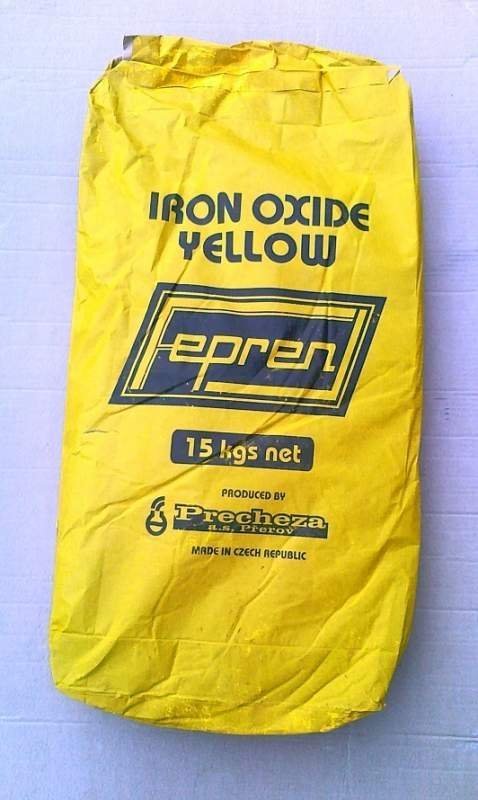 IRON OXIDE
YELLOW
Fepren
15 kgs net
PRODUCED BY
Precheza
a.s. Přerov
MADE IN CZECH REPUBLIC